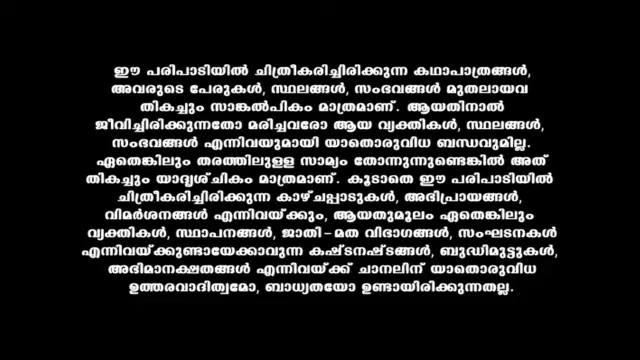 ഈ പരിപാടിയിൽ ചിത്രീകരിച്ചിരിക്കുന്ന കഥാപാത്രങ്ങൾ,
അവരുടെ പേരുകൾ, സ്ഥലങ്ങൾ, സംഭവങ്ങൾ മുതലായവ
തികച്ചും സാങ്കൽപികം മാത്രമാണ്. ആയതിനാൽ
ജീവിച്ചിരിക്കുന്നതോ മരിച്ചവരോ ആയ വ്യക്തികൾ, സ്ഥലങ്ങൾ,
സംഭവങ്ങൾ എന്നിവയുമായി യാതൊരുവിധ ബന്ധവുമില്ല.
ഏതെങ്കിലും തരത്തിലുളള സാമ്യം തോന്നുന്നുണ്ടെങ്കിൽ അത്
തികച്ചും യാദൃശ്ചികം മാത്രമാണ്. കൂടാതെ ഈ പരിപാടിയിൽ
ചിത്രീകരിച്ചിരിക്കുന്ന കാഴ്ചപ്പാടുകൾ, അഭിപ്രായങ്ങൾ,
വിമർശനങ്ങൾ എന്നിവയ്ക്കും, ആയതുമൂലം ഏതെങ്കിലും
വ്യക്തികൾ, സ്ഥാപനങ്ങൾ, ജാതി-മത വിഭാഗങ്ങൾ, സംഘടനകൾ
എന്നിവയ്ക്കുണ്ടായേക്കാവുന്ന കഷ്ടനഷ്ടങ്ങൾ, ബുദ്ധിമുട്ടുകൾ,
അഭിമാനക്ഷതങ്ങൾ എന്നിവയ്ക്ക് ചാനലിന് യാതൊരുവിധ
ഉത്തരവാദിത്വമോ, ബാധ്യതയോ ഉണ്ടായിരിക്കുന്നതല്ല.